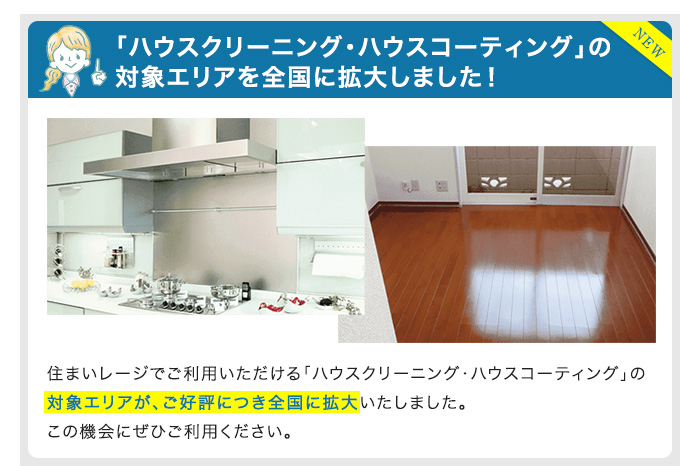 「ハウスクリーニング・ハウスコーティング」の
対象エリアを全国に拡大しました！
NEW
住まいレージでご利用いただける「ハウスクリーニング・ハウスコーティング」の
対象エリアが、ご好評につき全国に拡大いたしました。
この機会にぜひご利用ください。